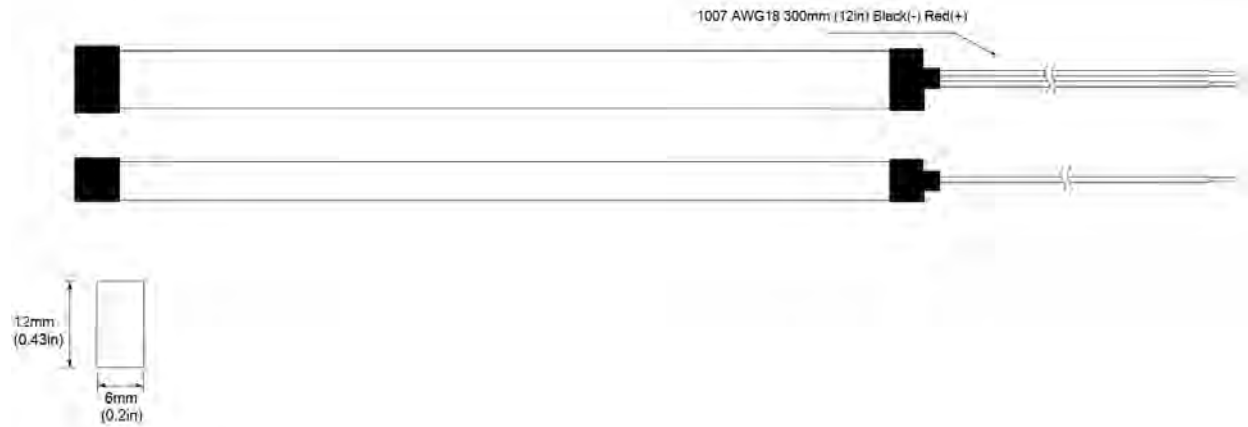 1007 AWG18 300mm (12in) Black(-) Red(+)
12mm
(0.43in)
6mm
(0.2in)